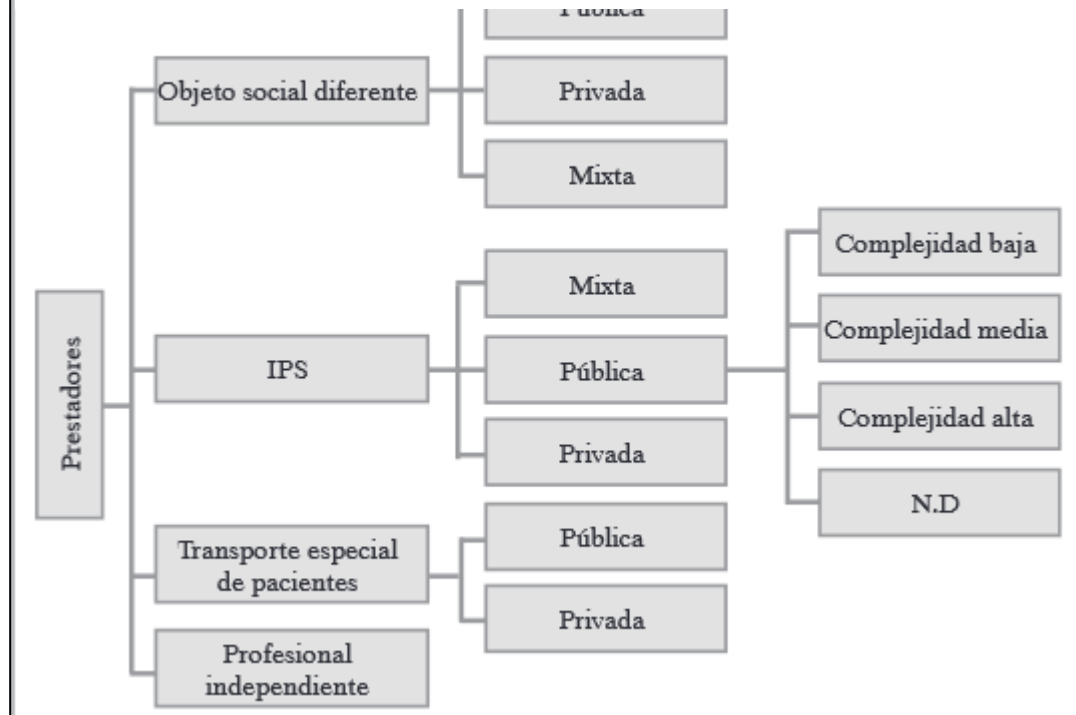 Objeto social diferente
Privada
Mixta
Prestadores
IPS
Mixta
Pública
Privada
Complejidad baja
Complejidad media
Complejidad alta
N.D
Transporte especial
de pacientes
Pública
Privada
Profesional
independiente